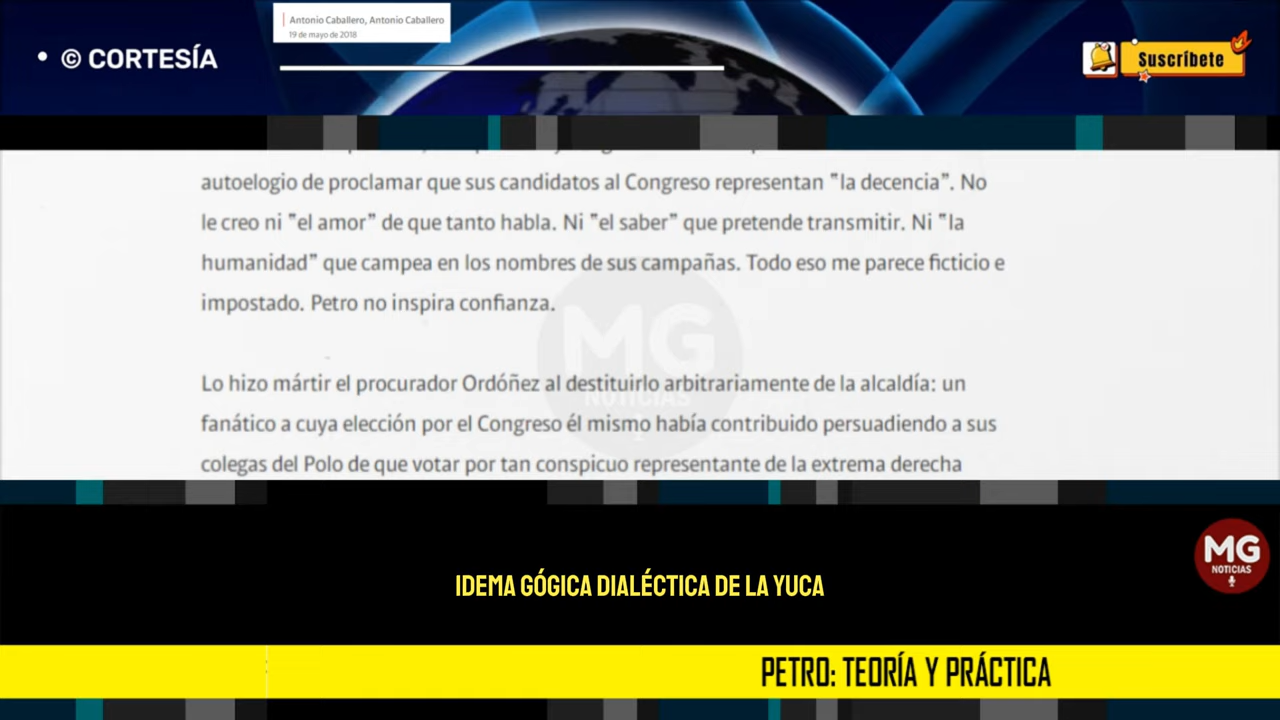 Antonio Caballero, Antonio Caballero
19 de mayo de 2018
• © CORTESÍA
Suscríbete
autoelogio de proclamar que sus candidatos al Congreso representan "la decencia". No
le creo ni "el amor" de que tanto habla. Ni "el saber" que pretende transmitir. Ni "la
humanidad" que campea en los nombres de sus campañas. Todo eso me parece ficticio e
impostado. Petro no inspira confianza.
MG
NOTICIAS
Lo hizo mártir el procurador Ordóñez al destituirlo arbitrariamente de la alcaldía: un
fanático a cuya elección por el Congreso él mismo había contribuido persuadiendo a sus
colegas del Polo de que votar por tan conspicuo representante de la extrema derecha
MG
NOTICIAS
IDEMA GÓGICA DIALÉCTICA DE LA YUCA
PETRO: TEORÍA Y PRÁCTICA